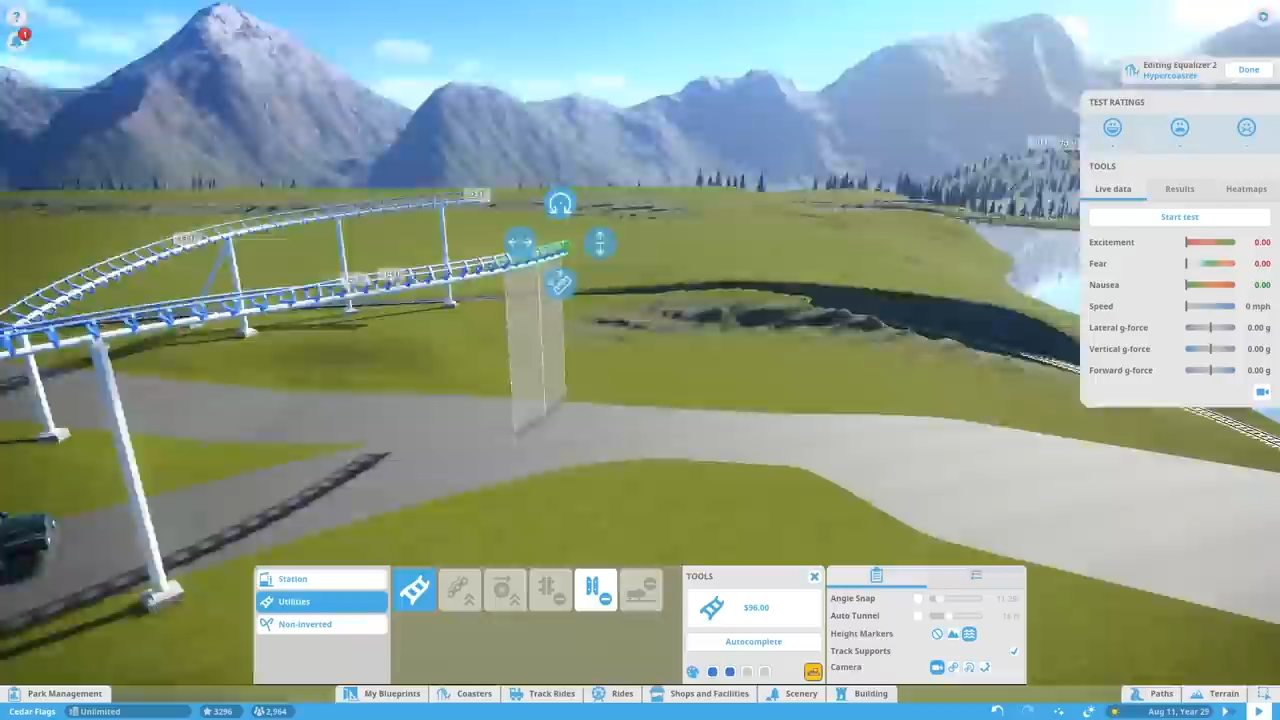 ?
1
Editing Equalizer 2
Hypercoaster
Done
TEST RATINGS
TOOLS
Live data
Results
Heatmaps
Start test
Excitement
0.00
Fear
0.00
Nausea
0.00
Speed
0 mph
Lateral g-force
0.00 g
Vertical g-force
0.00 g
Forward g-force
0.00 g
Station
Utilities
Non-inverted
TOOLS
$96.00
Autocomplete
Angle Snap
Auto Tunnel
Height Markers
Track Supports
Camera
Park Management
My Blueprints
Coasters
Track Rides
Rides
Shops and Facilities
Scenery
Building
Paths
Terrain
Cedar Flags
Unlimited
3296
2,964
Aug 11, Year 29